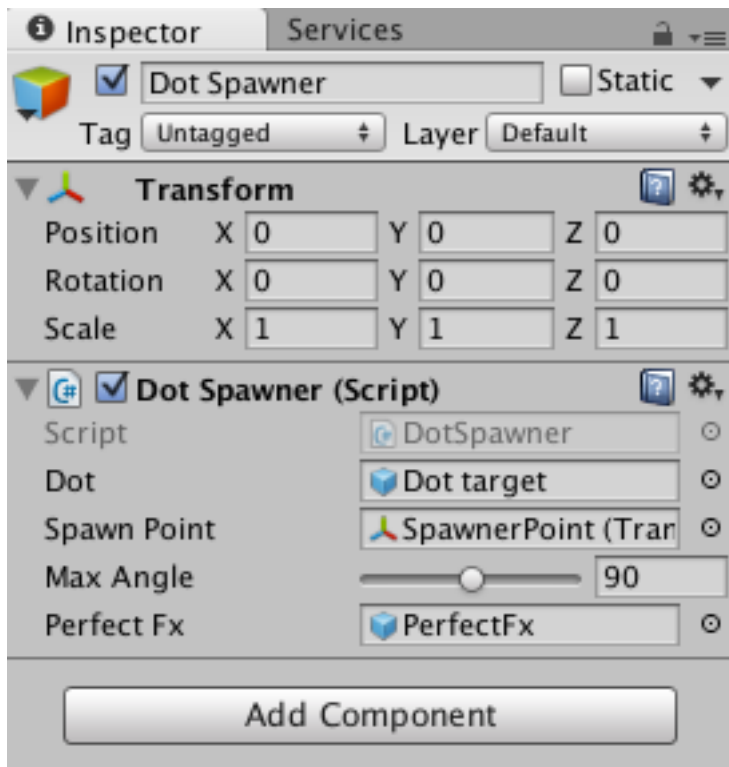 Inspector Services
Dot Spawner Static
Tag Untagged Layer Default
Transform
Position X 0 Y 0 Z 0
Rotation X 0 Y 0 Z 0
Scale X 1 Y 1 Z 1
C# Dot Spawner (Script)
Script DotSpawner
Dot Dot target
Spawn Point SpawnerPoint (Tran
Max Angle 90
Perfect Fx PerfectFx
Add Component